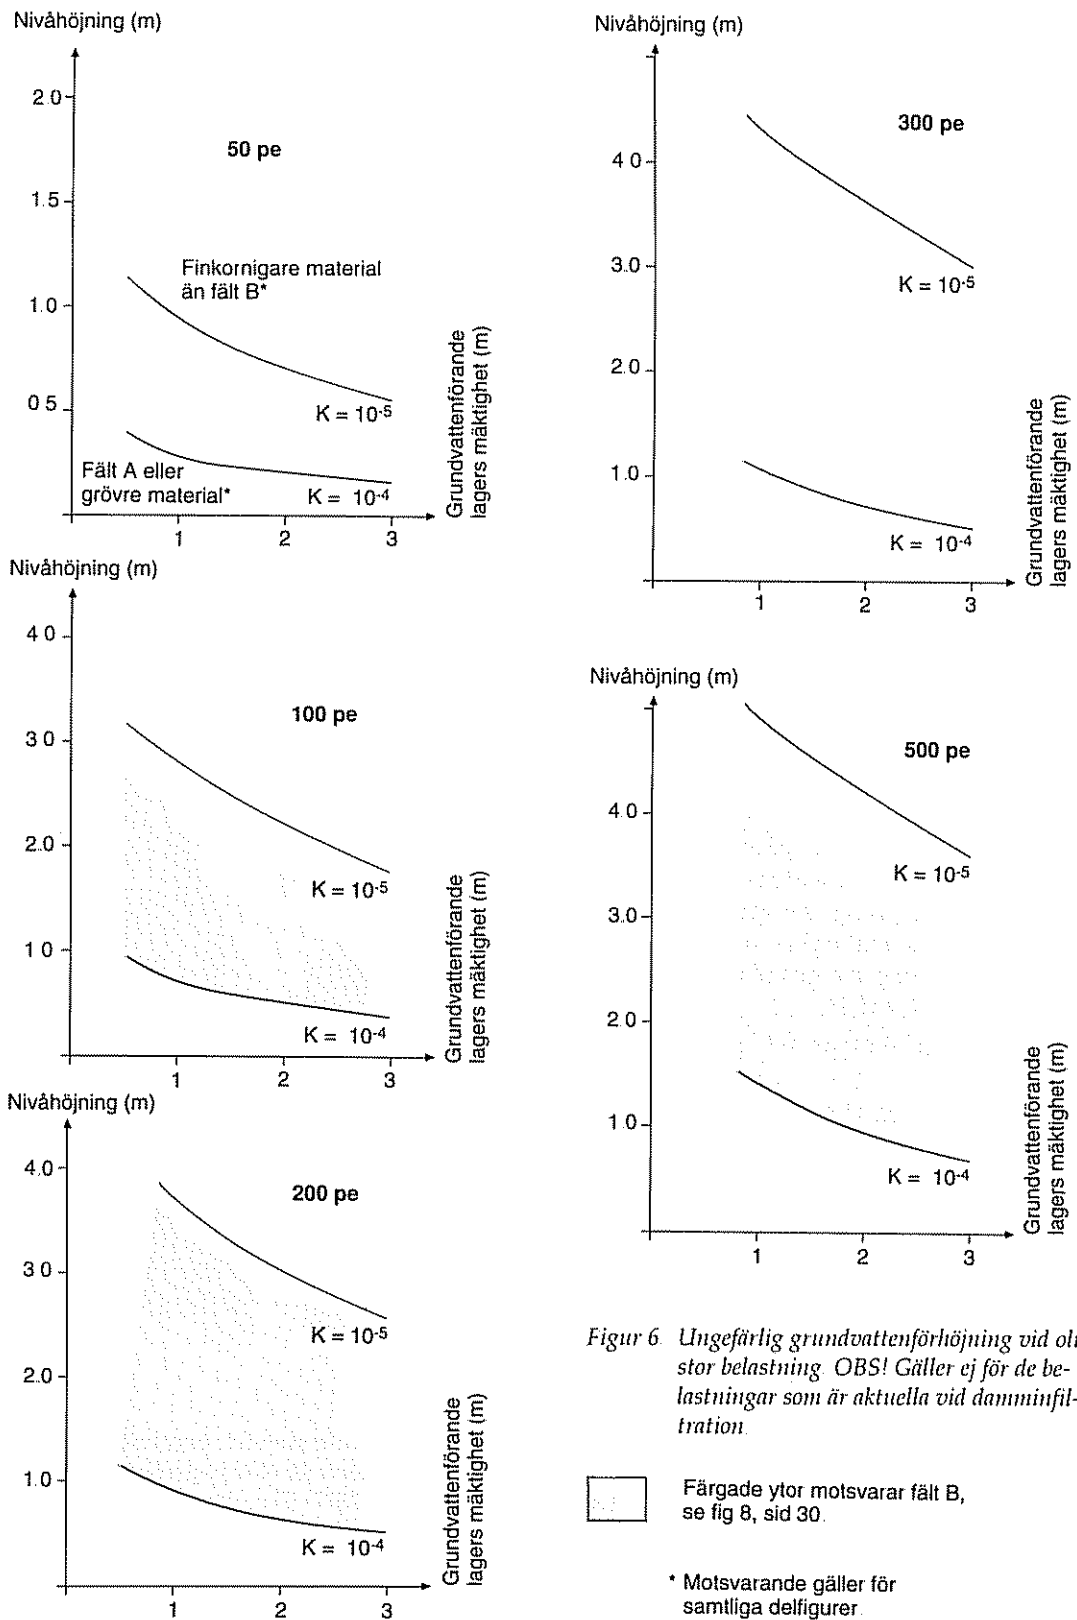 Nivåhöjning (m)
2.0
50 pe
1.5
Finkornigare material
än fält B*
1.0
0 5
K = 10-5
Fält A eller
grövre material*
K = 10-4
1
2
3
Grundvattenförande
lagers mäktighet (m)
Nivåhöjning (m)
4 0
100 pe
3 0
2.0
K = 10-5
1 0
K = 10-4
1
2
3
Grundvattenförande
lagers mäktighet (m)
Nivåhöjning (m)
4.0
200 pe
3 0
K = 10-5
2.0
1.0
K = 10-4
1
2
3
Grundvattenförande
lagers mäktighet (m)
Nivåhöjning (m)
300 pe
4 0
3.0
K = 10-5
2.0
1.0
K = 10-4
1
2
3
Grundvattenförande
lagers mäktighet (m)
Nivåhöjning (m)
500 pe
4.0
K = 10-5
3.0
2.0
1 0
K = 10-4
1
2
3
Grundvattenförande
lagers mäktighet (m)
Figur 6. Ungefärlig grundvattenförhöjning vid oli
stor belastning. OBS! Gäller ej för de be-
lastningar som är aktuella vid damminfil-
tration.
Färgade ytor motsvarar fält B,
se fig 8, sid 30.
* Motsvarande gäller för
samtliga delfigurer.